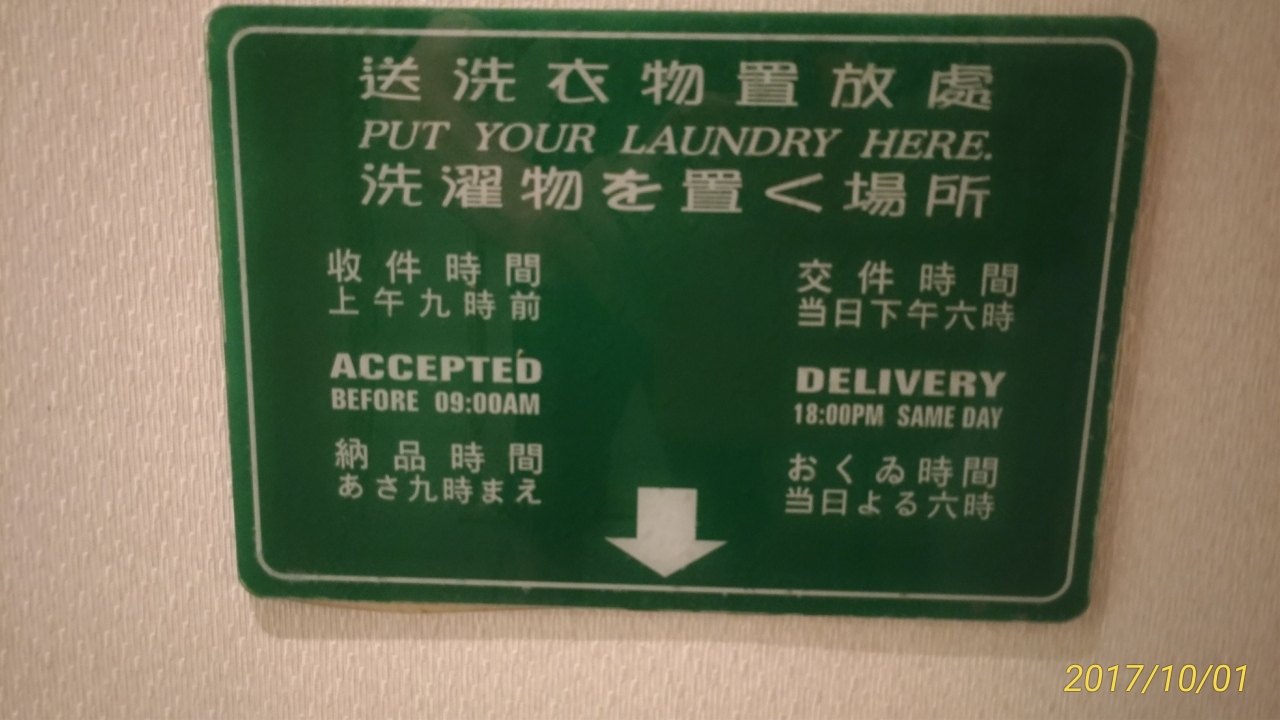 送洗衣物置放處
PUT YOUR LAUNDRY HERE.
洗濯物を置く場所
收件時間
上午九時前
ACCEPTED
BEFORE 09:00AM
納品時間
あさ九時まえ
交件時間
当日下午六時
DELIVERY
18:00PM SAME DAY
おくゐ時間
当日よる六時
2017/10/01